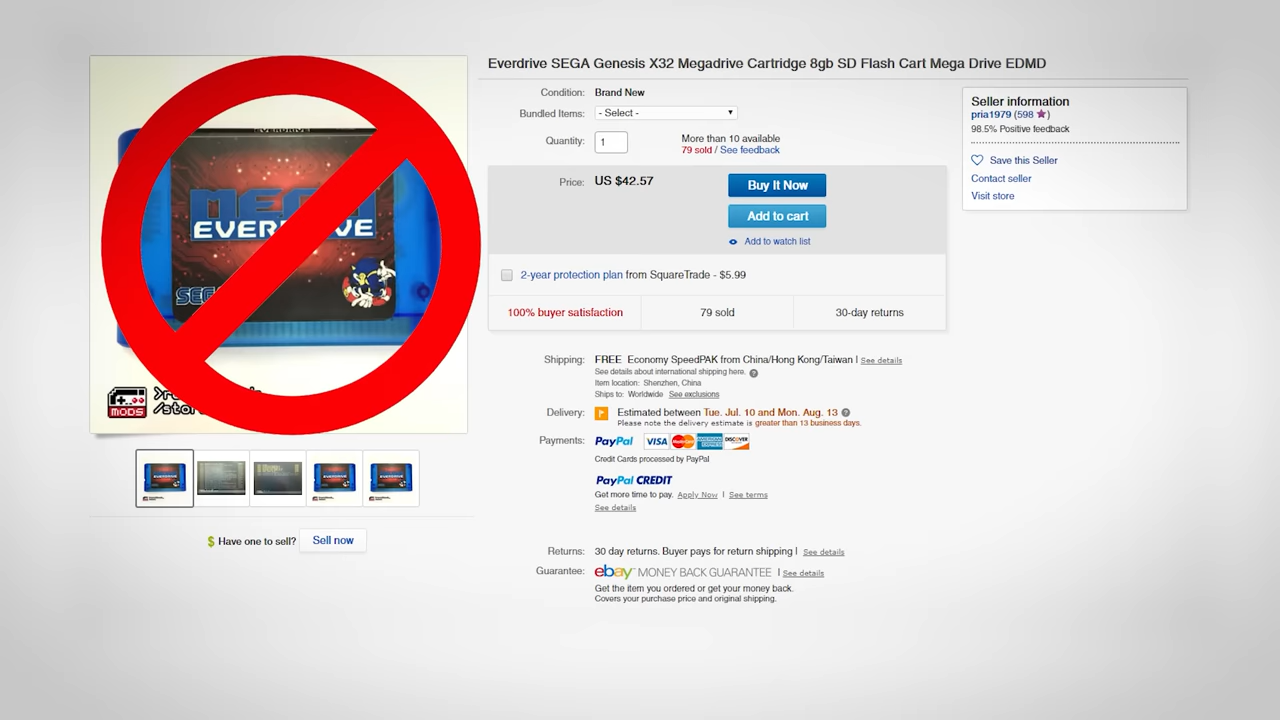 Everdrive SEGA Genesis X32 Megadrive Cartridge 8gb SD Flash Cart Mega Drive EDMD
Condition: Brand New
Bundled Items: - Select -
Quantity: 1
More than 10 available
79 sold / See feedback
Price: US $42.57
Buy It Now
Add to cart
Add to watch list
2-year protection plan from SquareTrade - $5.99
100% buyer satisfaction
79 sold
30-day returns
Seller information
pria1979 (598)
98.5% Positive feedback
Save this Seller
Contact seller
Visit store
MEGA
EVERDRIVE
SEGA
MODS
Shipping: FREE Economy SpeedPAK from China/Hong Kong/Taiwan | See details
See details about international shipping here. ?
Item location: Shenzhen, China
Ships to: Worldwide See exclusions
Delivery: Estimated between Tue. Jul. 10 and Mon. Aug. 13 ?
Please note the delivery estimate is greater than 13 business days.
Payments: PayPal VISA MasterCard AMERICAN EXPRESS DISCOVER
Credit Cards processed by PayPal
PayPal CREDIT
Get more time to pay. Apply Now | See terms
See details
Returns: 30 day returns. Buyer pays for return shipping | See details
Guarantee: ebay MONEY BACK GUARANTEE | See details
Get the item you ordered or get your money back.
Covers your purchase price and original shipping.
$ Have one to sell? Sell now